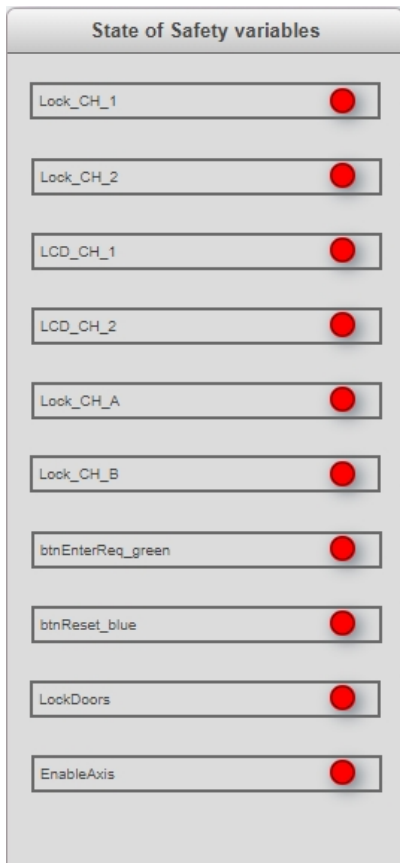 State of Safety variables
Lock_CH_1
Lock_CH_2
LCD_CH_1
LCD_CH_2
Lock_CH_A
Lock_CH_B
btnEnterReq_green
btnReset_blue
LockDoors
EnableAxis